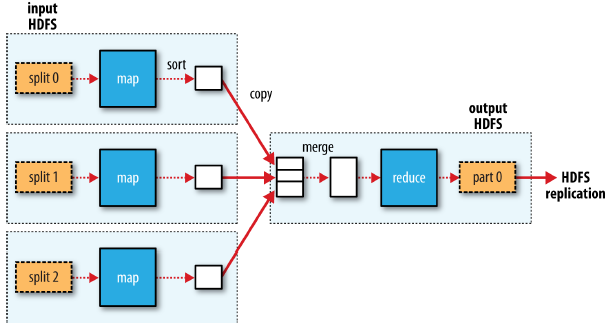 input
HDFS
split 0
map
sort
copy
split 1
map
merge
output
HDFS
reduce
part 0
HDFS
replication
split 2
map